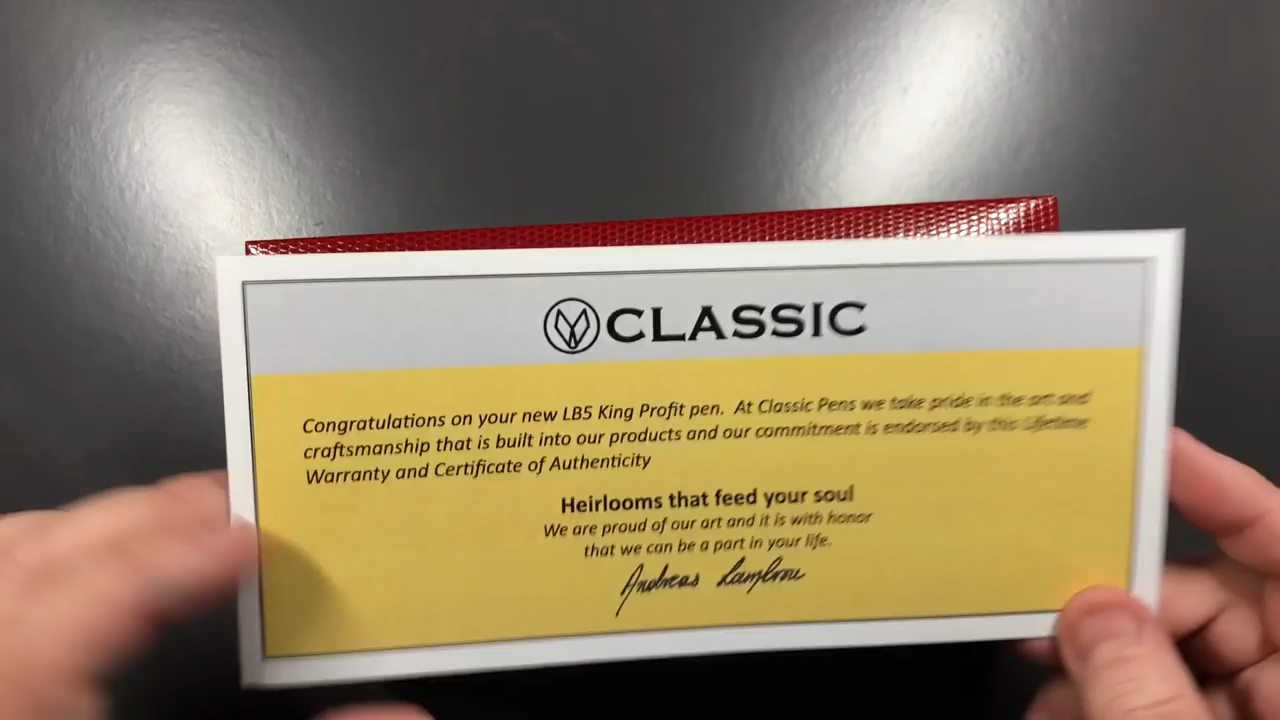 CLASSIC
Congratulations on your new LB5 King Profit pen. At Classic Pens we take pride in the art and
craftsmanship that is built into our products and our commitment is endorsed by this Lifetime
Warranty and Certificate of Authenticity
Heirlooms that feed your soul
We are proud of our art and it is with honor
that we can be a part in your life.
Andreas Lambrou